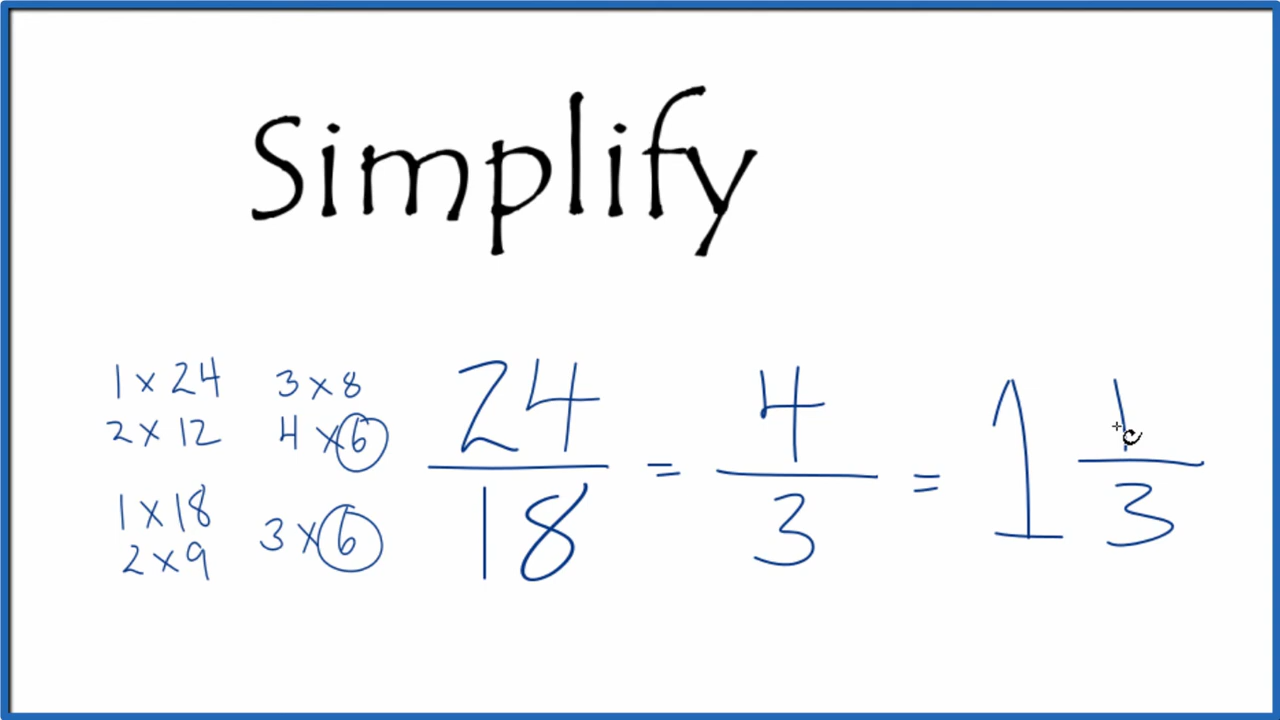 Simplify
1 x 24 3 x 8
2 x 12 4 x 6
1 x 18
2 x 9 3 x 6
24/18 = 4/3 = 1 1/3